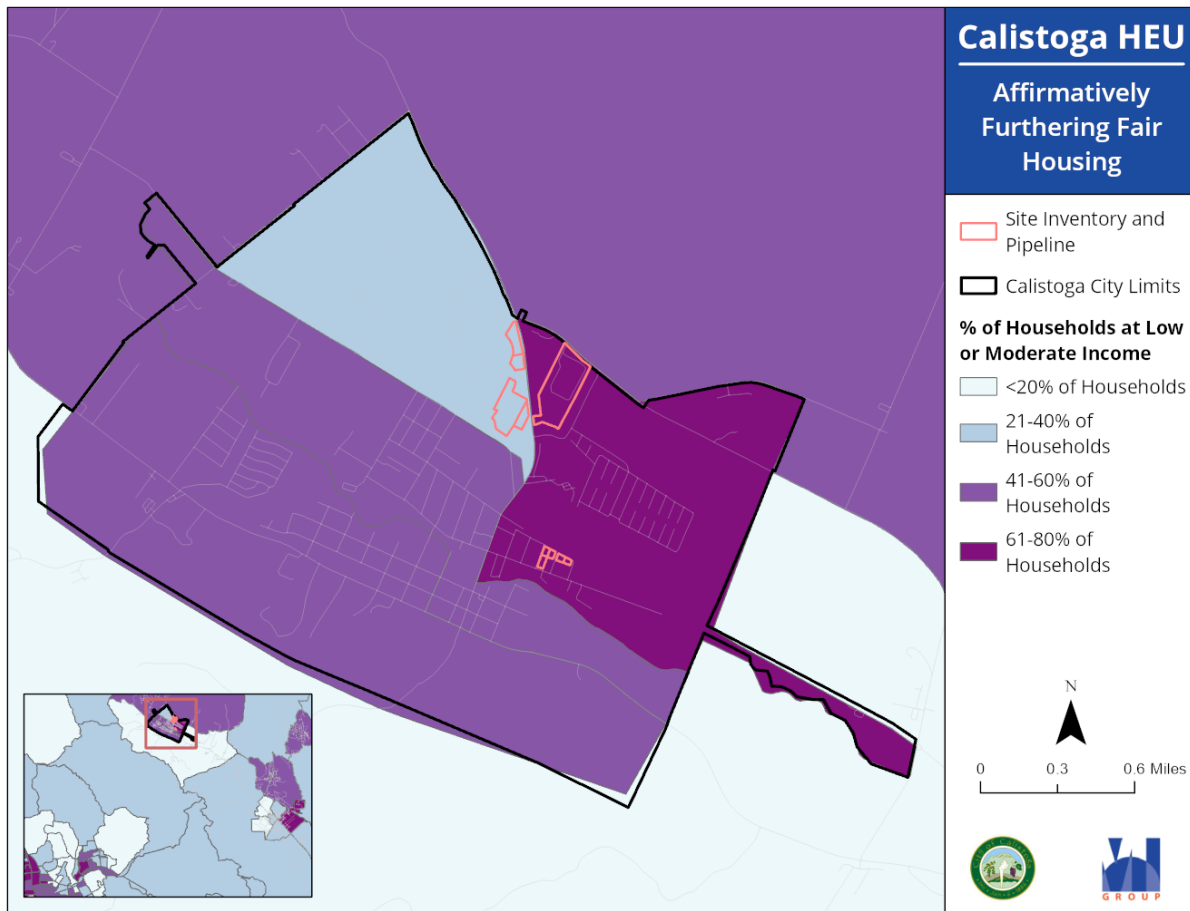 Calistoga HEU
Affirmatively
Furthering Fair
Housing
Site Inventory and
Pipeline
Calistoga City Limits
% of Households at Low
or Moderate Income
<20% of Households
21-40% of
Households
41-60% of
Households
61-80% of
Households
N
0 0.3 0.6 Miles
GROUP